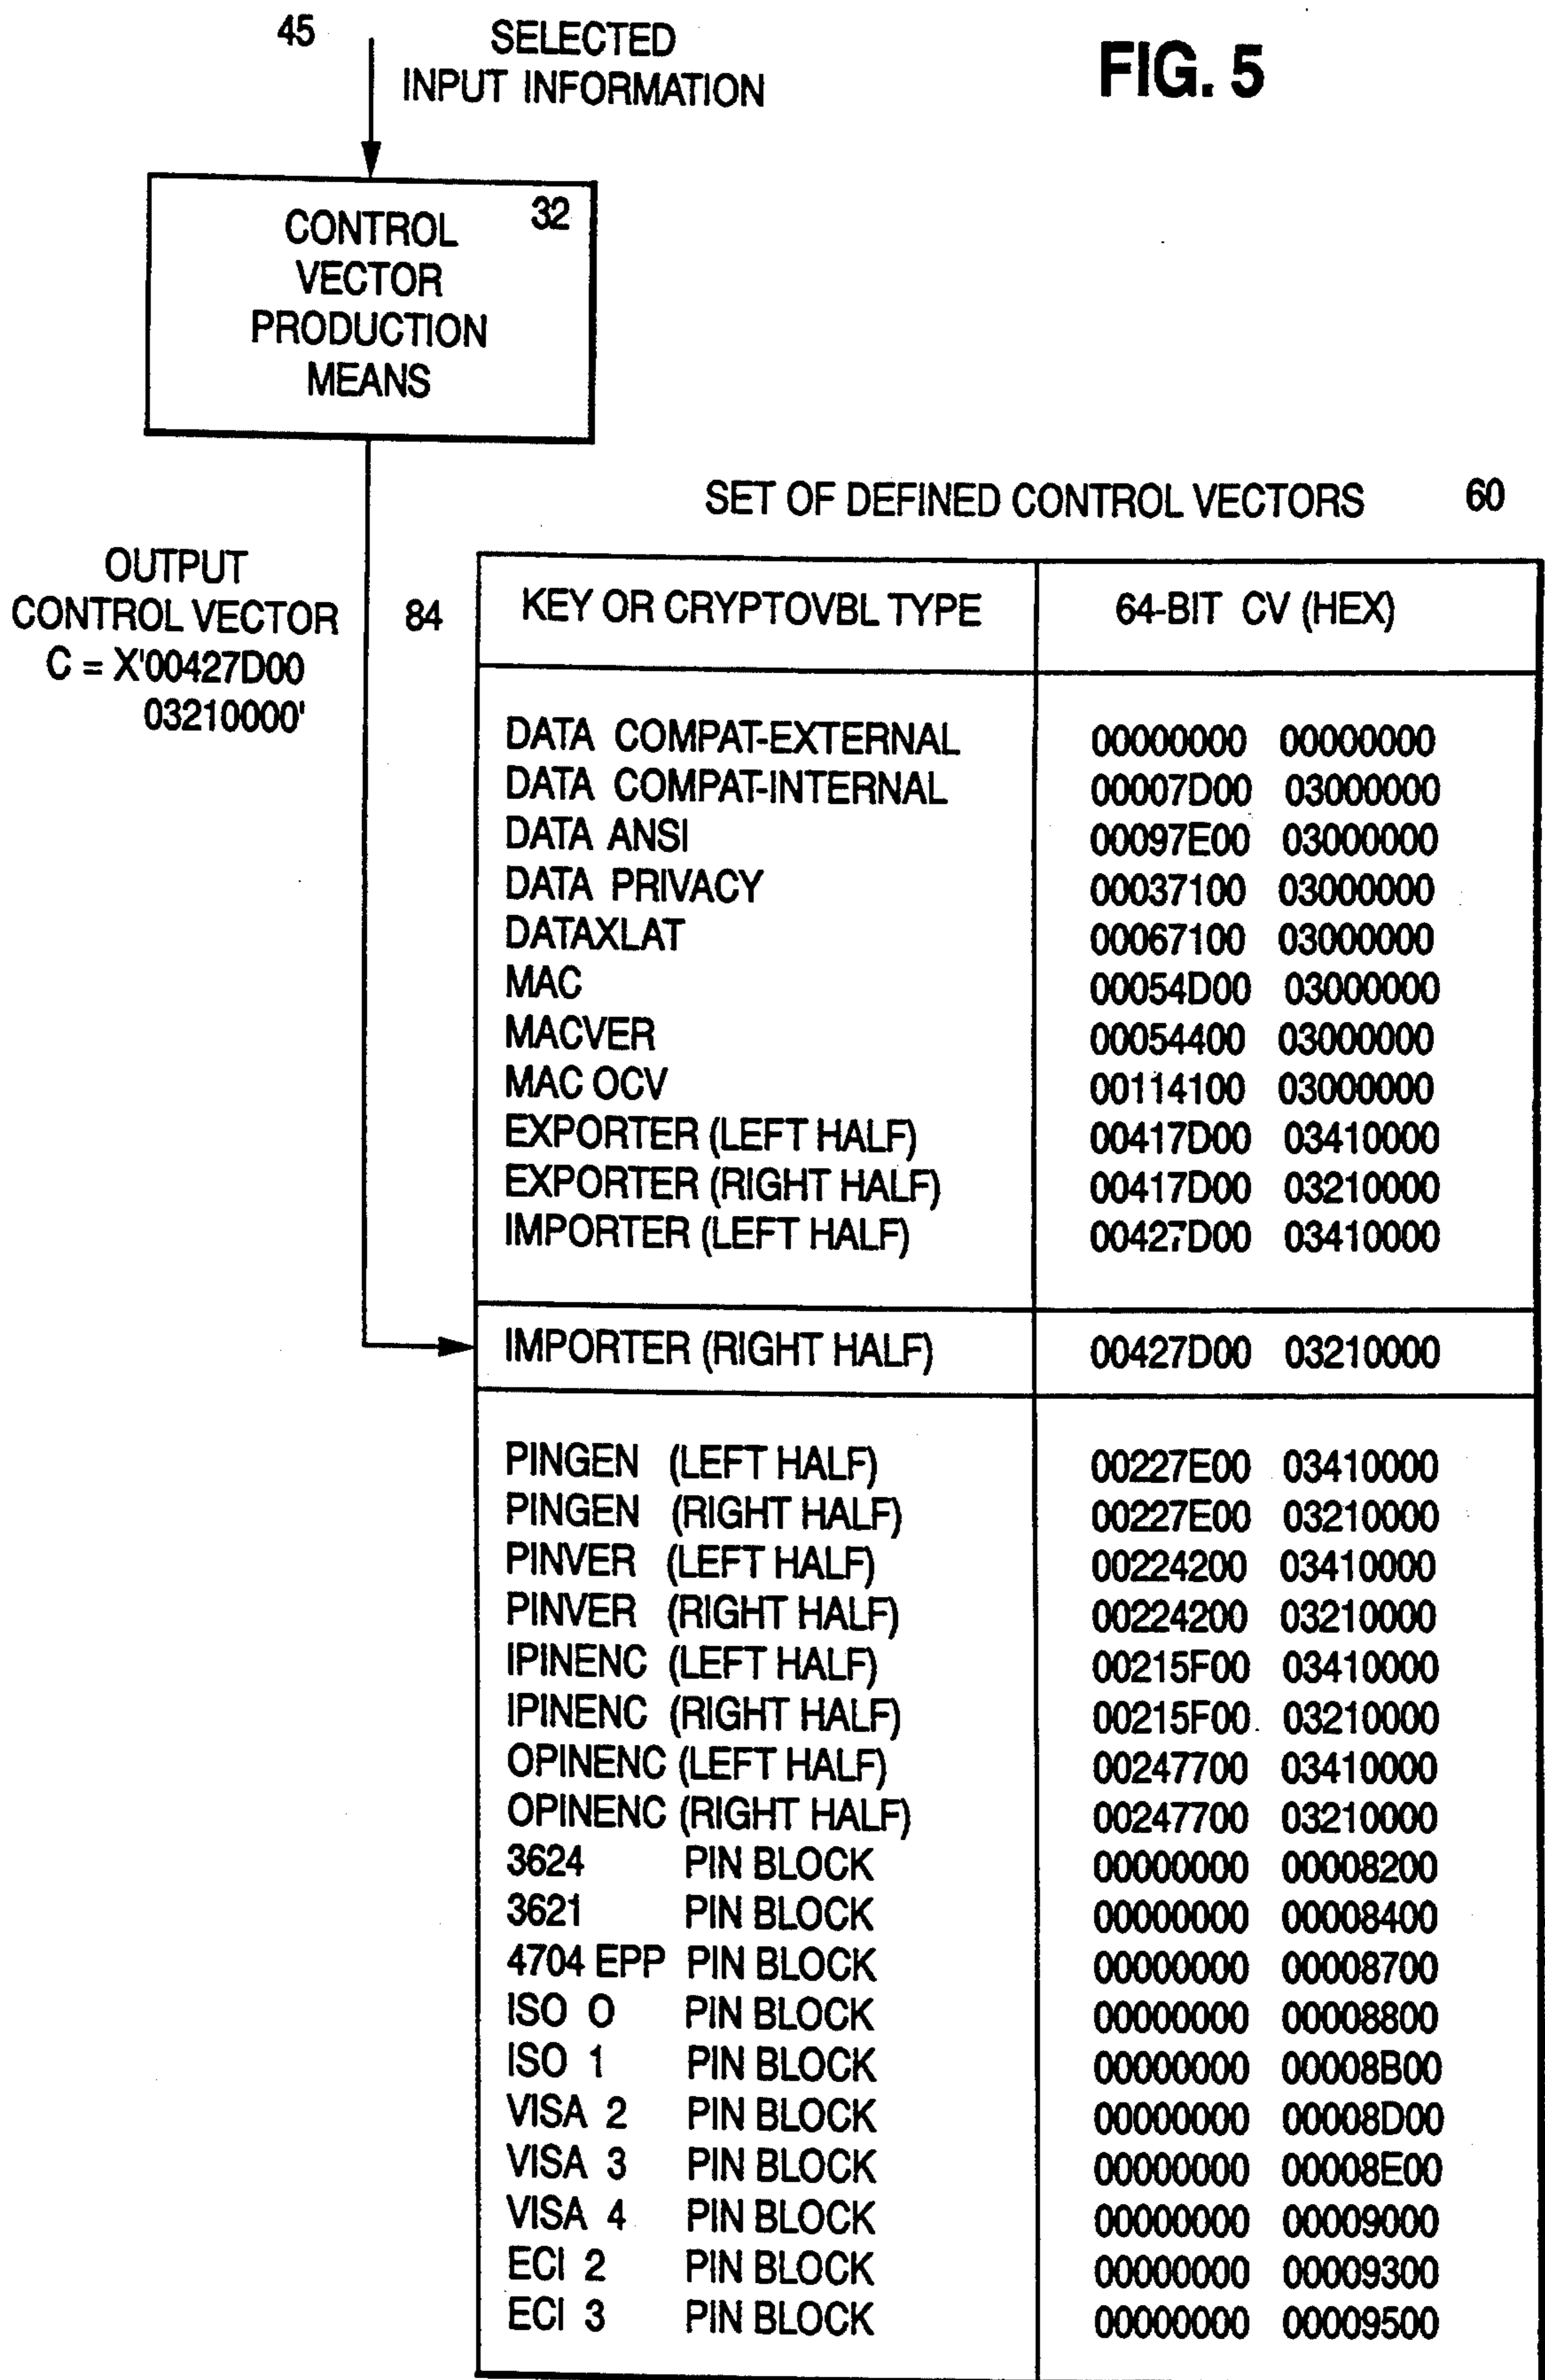 45
SELECTED
INPUT INFORMATION
FIG. 5
CONTROL 32
VECTOR
PRODUCTION
MEANS
SET OF DEFINED CONTROL VECTORS 60
OUTPUT
CONTROL VECTOR
C = X'00427D00
03210000'
84
KEY OR CRYPTOVBL TYPE 64-BIT CV (HEX)
DATA COMPAT-EXTERNAL 00000000 00000000
DATA COMPAT-INTERNAL 00007D00 03000000
DATA ANSI 00097E00 03000000
DATA PRIVACY 00037100 03000000
DATAXLAT 00067100 03000000
MAC 00054D00 03000000
MACVER 00054400 03000000
MAC OCV 00114100 03000000
EXPORTER (LEFT HALF) 00417D00 03410000
EXPORTER (RIGHT HALF) 00417D00 03210000
IMPORTER (LEFT HALF) 00427D00 03410000
IMPORTER (RIGHT HALF) 00427D00 03210000
PINGEN (LEFT HALF) 00227E00 03410000
PINGEN (RIGHT HALF) 00227E00 03210000
PINVER (LEFT HALF) 00224200 03410000
PINVER (RIGHT HALF) 00224200 03210000
IPINENC (LEFT HALF) 00215F00 03410000
IPINENC (RIGHT HALF) 00215F00 03210000
OPINENC (LEFT HALF) 00247700 03410000
OPINENC (RIGHT HALF) 00247700 03210000
3624 PIN BLOCK 00000000 00008200
3621 PIN BLOCK 00000000 00008400
4704 EPP PIN BLOCK 00000000 00008700
ISO O PIN BLOCK 00000000 00008800
ISO 1 PIN BLOCK 00000000 00008B00
VISA 2 PIN BLOCK 00000000 00008D00
VISA 3 PIN BLOCK 00000000 00008E00
VISA 4 PIN BLOCK 00000000 00009000
ECI 2 PIN BLOCK 00000000 00009300
ECI 3 PIN BLOCK 00000000 00009500